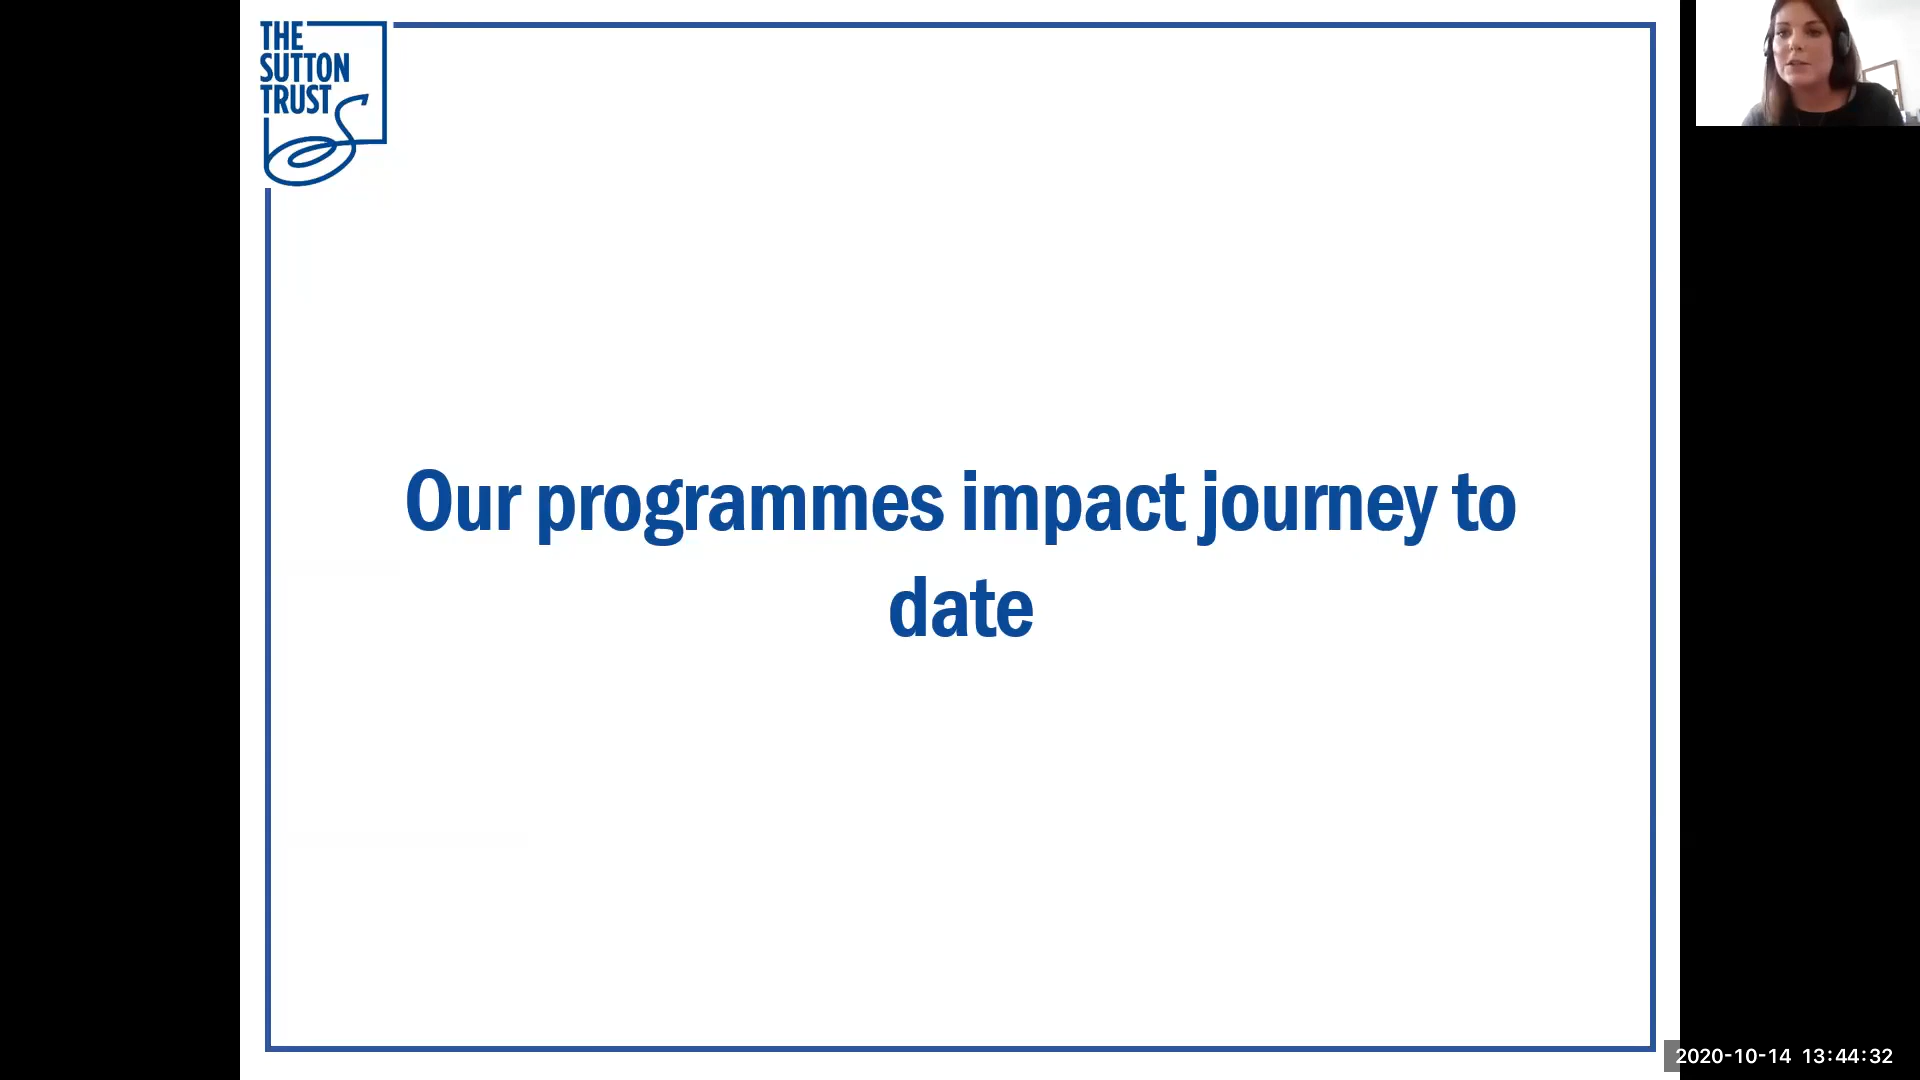 THE
SUTTON
TRUST
Our programmes impact journey to
date
2020-10-14 13:44:32